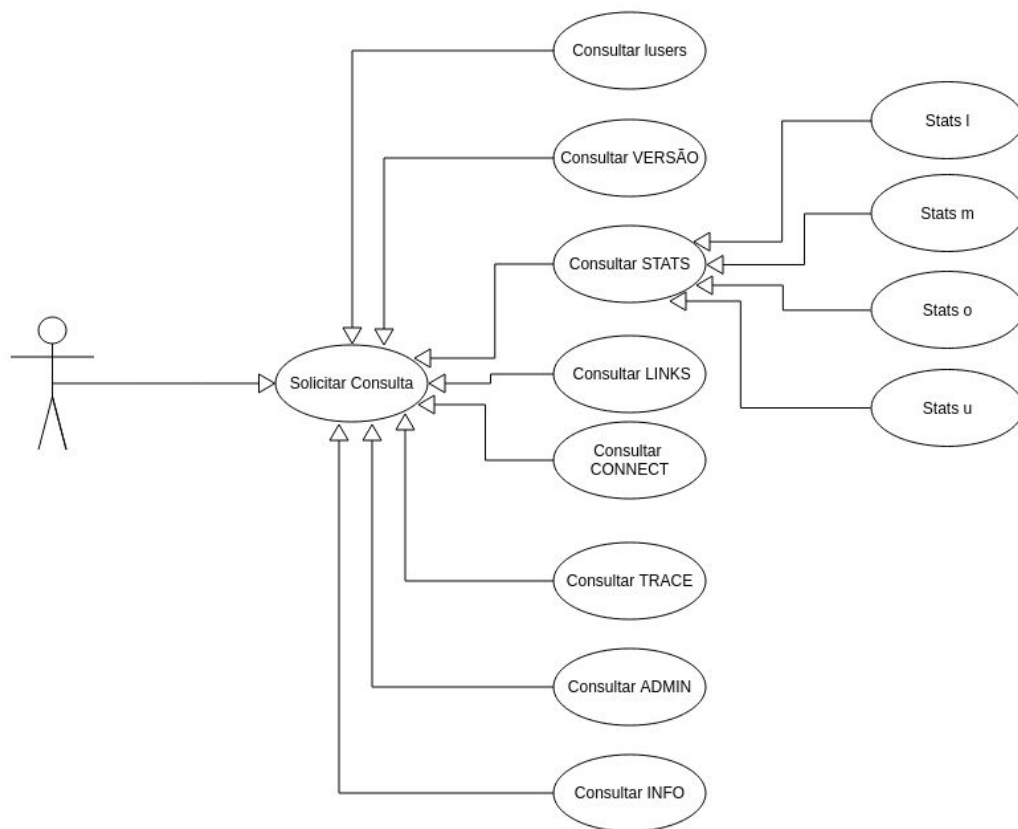 Consultar lusers
Stats l
Consultar VERSÃO
Stats m
Consultar STATS
Stats o
Solicitar Consulta
Consultar LINKS
Stats u
Consultar
CONNECT
Consultar TRACE
Consultar ADMIN
Consultar INFO